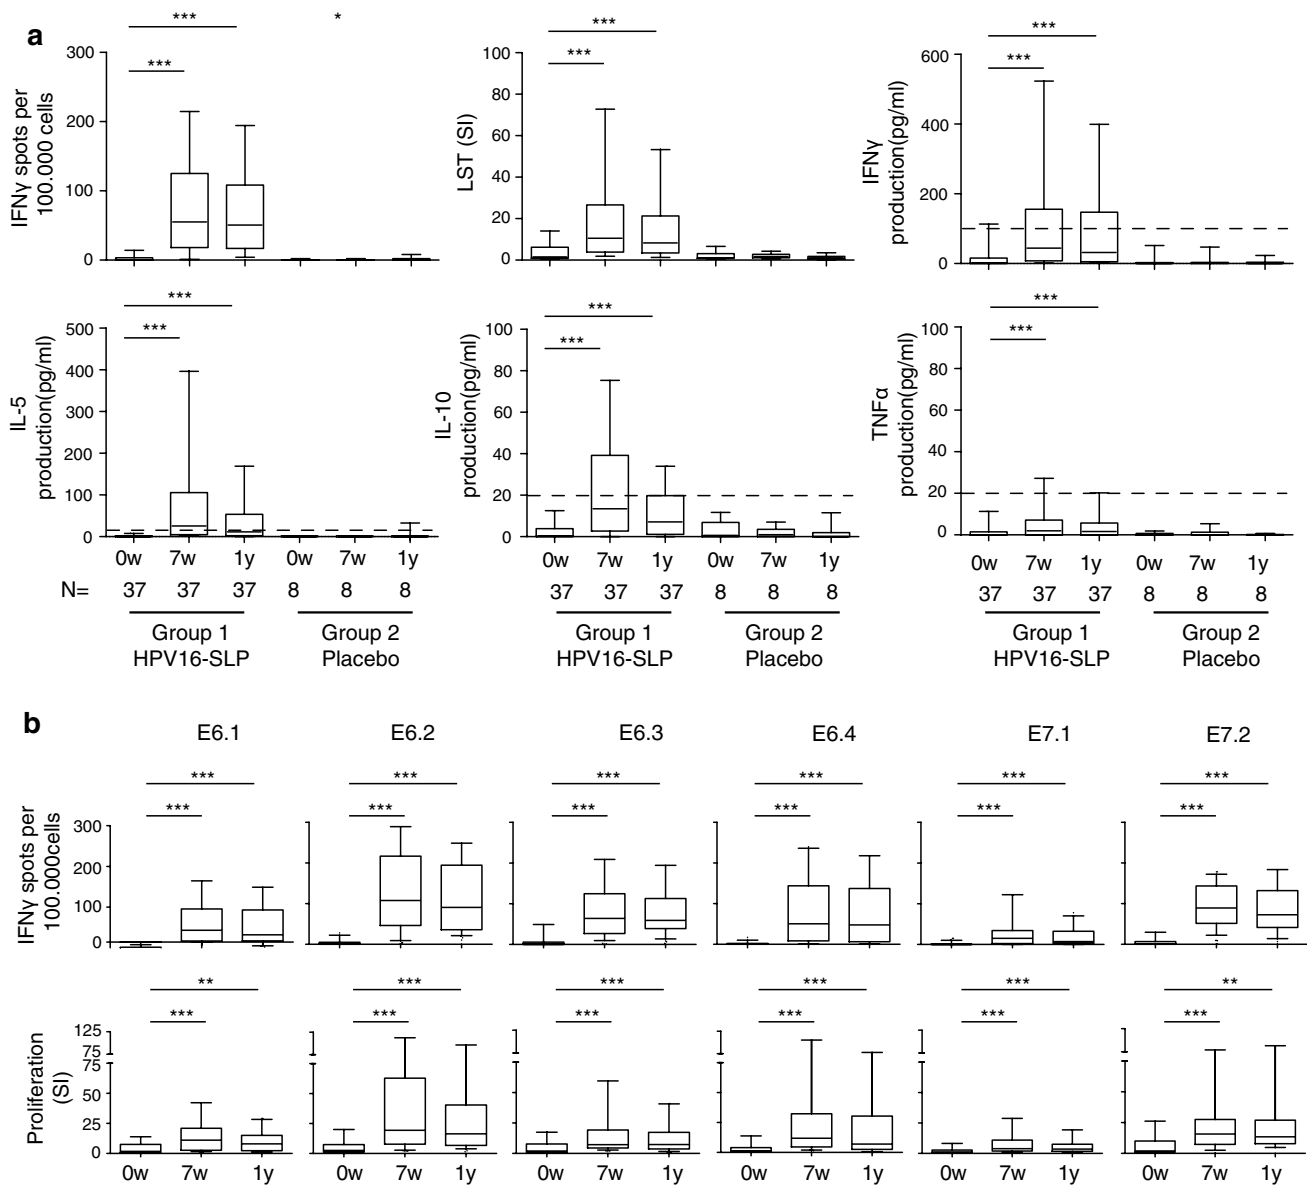 a
*** * *** ***
*** *** ***
IFNγ spots per
100.000 cells
300
200
100
0
LST (SI)
100
80
60
40
20
0
IFNγ
production(pg/ml)
600
400
200
0
*** *** ***
*** *** ***
IL-5
production(pg/ml)
500
400
300
200
100
0
IL-10
production(pg/ml)
100
80
60
40
20
0
TNFα
production(pg/ml)
100
80
60
40
20
0
0w 7w 1y 0w 7w 1y 0w 7w 1y 0w 7w 1y 0w 7w 1y 0w 7w 1y
N= 37 37 37 8 8 8 37 37 37 8 8 8 37 37 37 8 8 8
Group 1 Group 2 Group 1 Group 2 Group 1 Group 2
HPV16-SLP Placebo HPV16-SLP Placebo HPV16-SLP Placebo
b
E6.1 E6.2 E6.3 E6.4 E7.1 E7.2
*** *** *** *** *** ***
*** *** *** *** *** ***
IFNγ spots per
100.000cells
300
200
100
0
** *** *** *** *** **
*** *** *** *** *** ***
Proliferation
(SI)
125
75
75
50
25
0
0w 7w 1y 0w 7w 1y 0w 7w 1y 0w 7w 1y 0w 7w 1y 0w 7w 1y